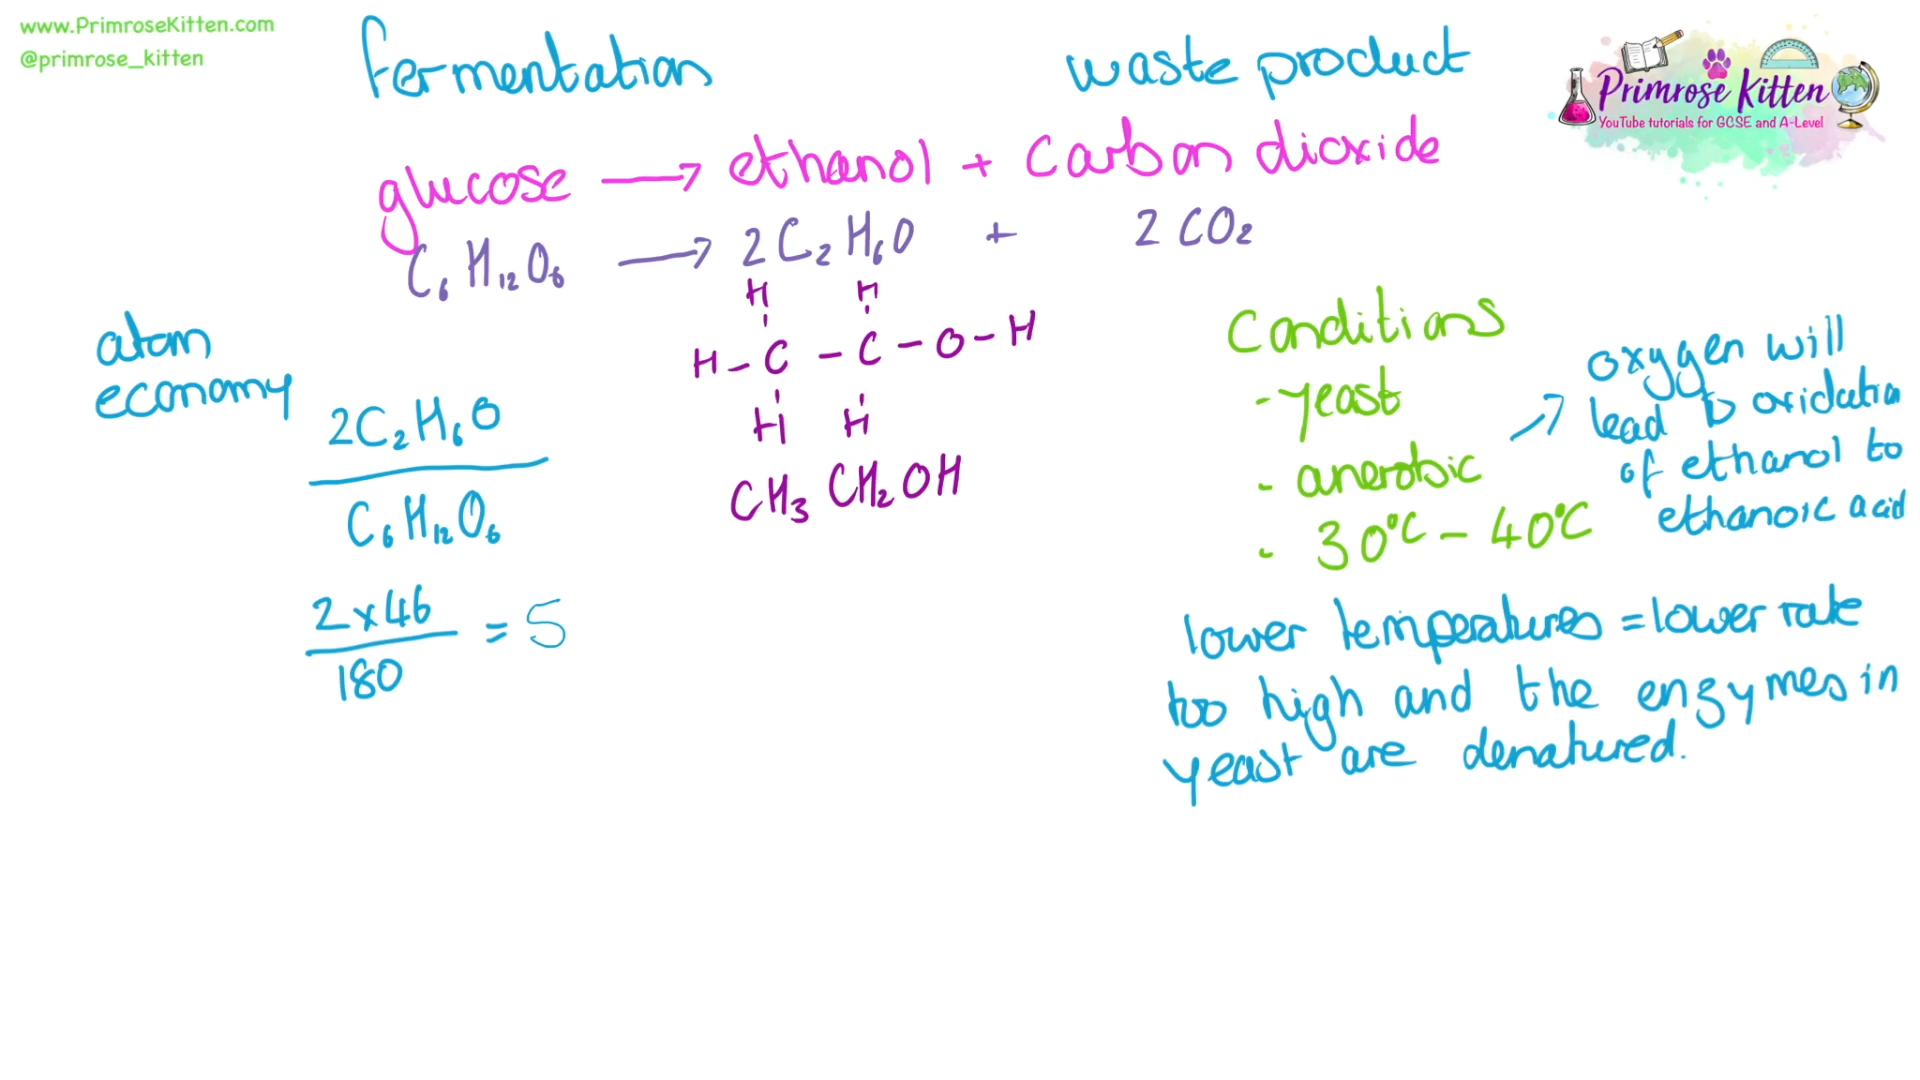 www.PrimroseKitten.com
@primrose_kitten
fermentation
waste product
Primrose Kitten
YouTube tutorials for GCSE and A-Level
glucose → ethanol + carbon dioxide
C₆H₁₂O₆ → 2C₂H₆O + 2CO₂
H H
H - C - C - O - H
H H
CH₃CH₂OH
atom
economy
2C₂H₆O
C₆H₁₂O₆
2 x 46
180
= 5
Conditions
- yeast
- anerobic
- 30°C - 40°C
oxygen will
lead to oxidation
of ethanol to
ethanoic acid
lower temperatures = lower rate
too high and the enzymes in
yeast are denatured.